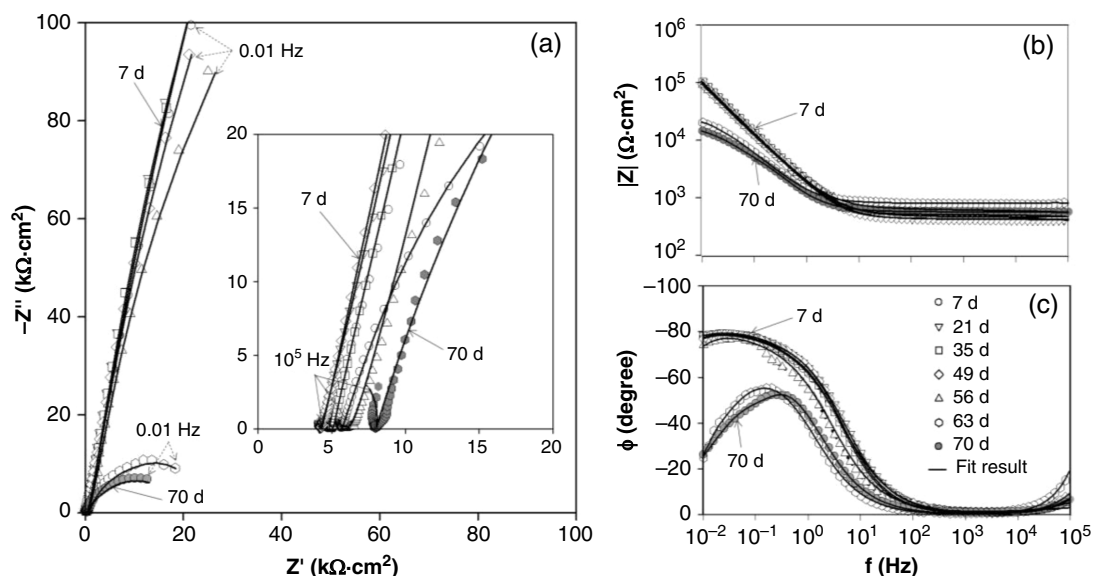 (a)
100
80
60
40
20
0
–Z″ (kΩ·cm²)
0 20 40 60 80 100
Z' (kΩ·cm²)
0.01 Hz
7 d
0.01 Hz
70 d
20
15
10
5
0
0 5 10 15 20
7 d
10⁵ Hz
70 d
(b)
10⁶
10⁵
10⁴
10³
10²
|Z| (Ω·cm²)
7 d
70 d
(c)
–100
–80
–60
–40
–20
0
ϕ (degree)
7 d
70 d
7 d
21 d
35 d
49 d
56 d
63 d
70 d
Fit result
10⁻² 10⁻¹ 10⁰ 10¹ 10² 10³ 10⁴ 10⁵
f (Hz)